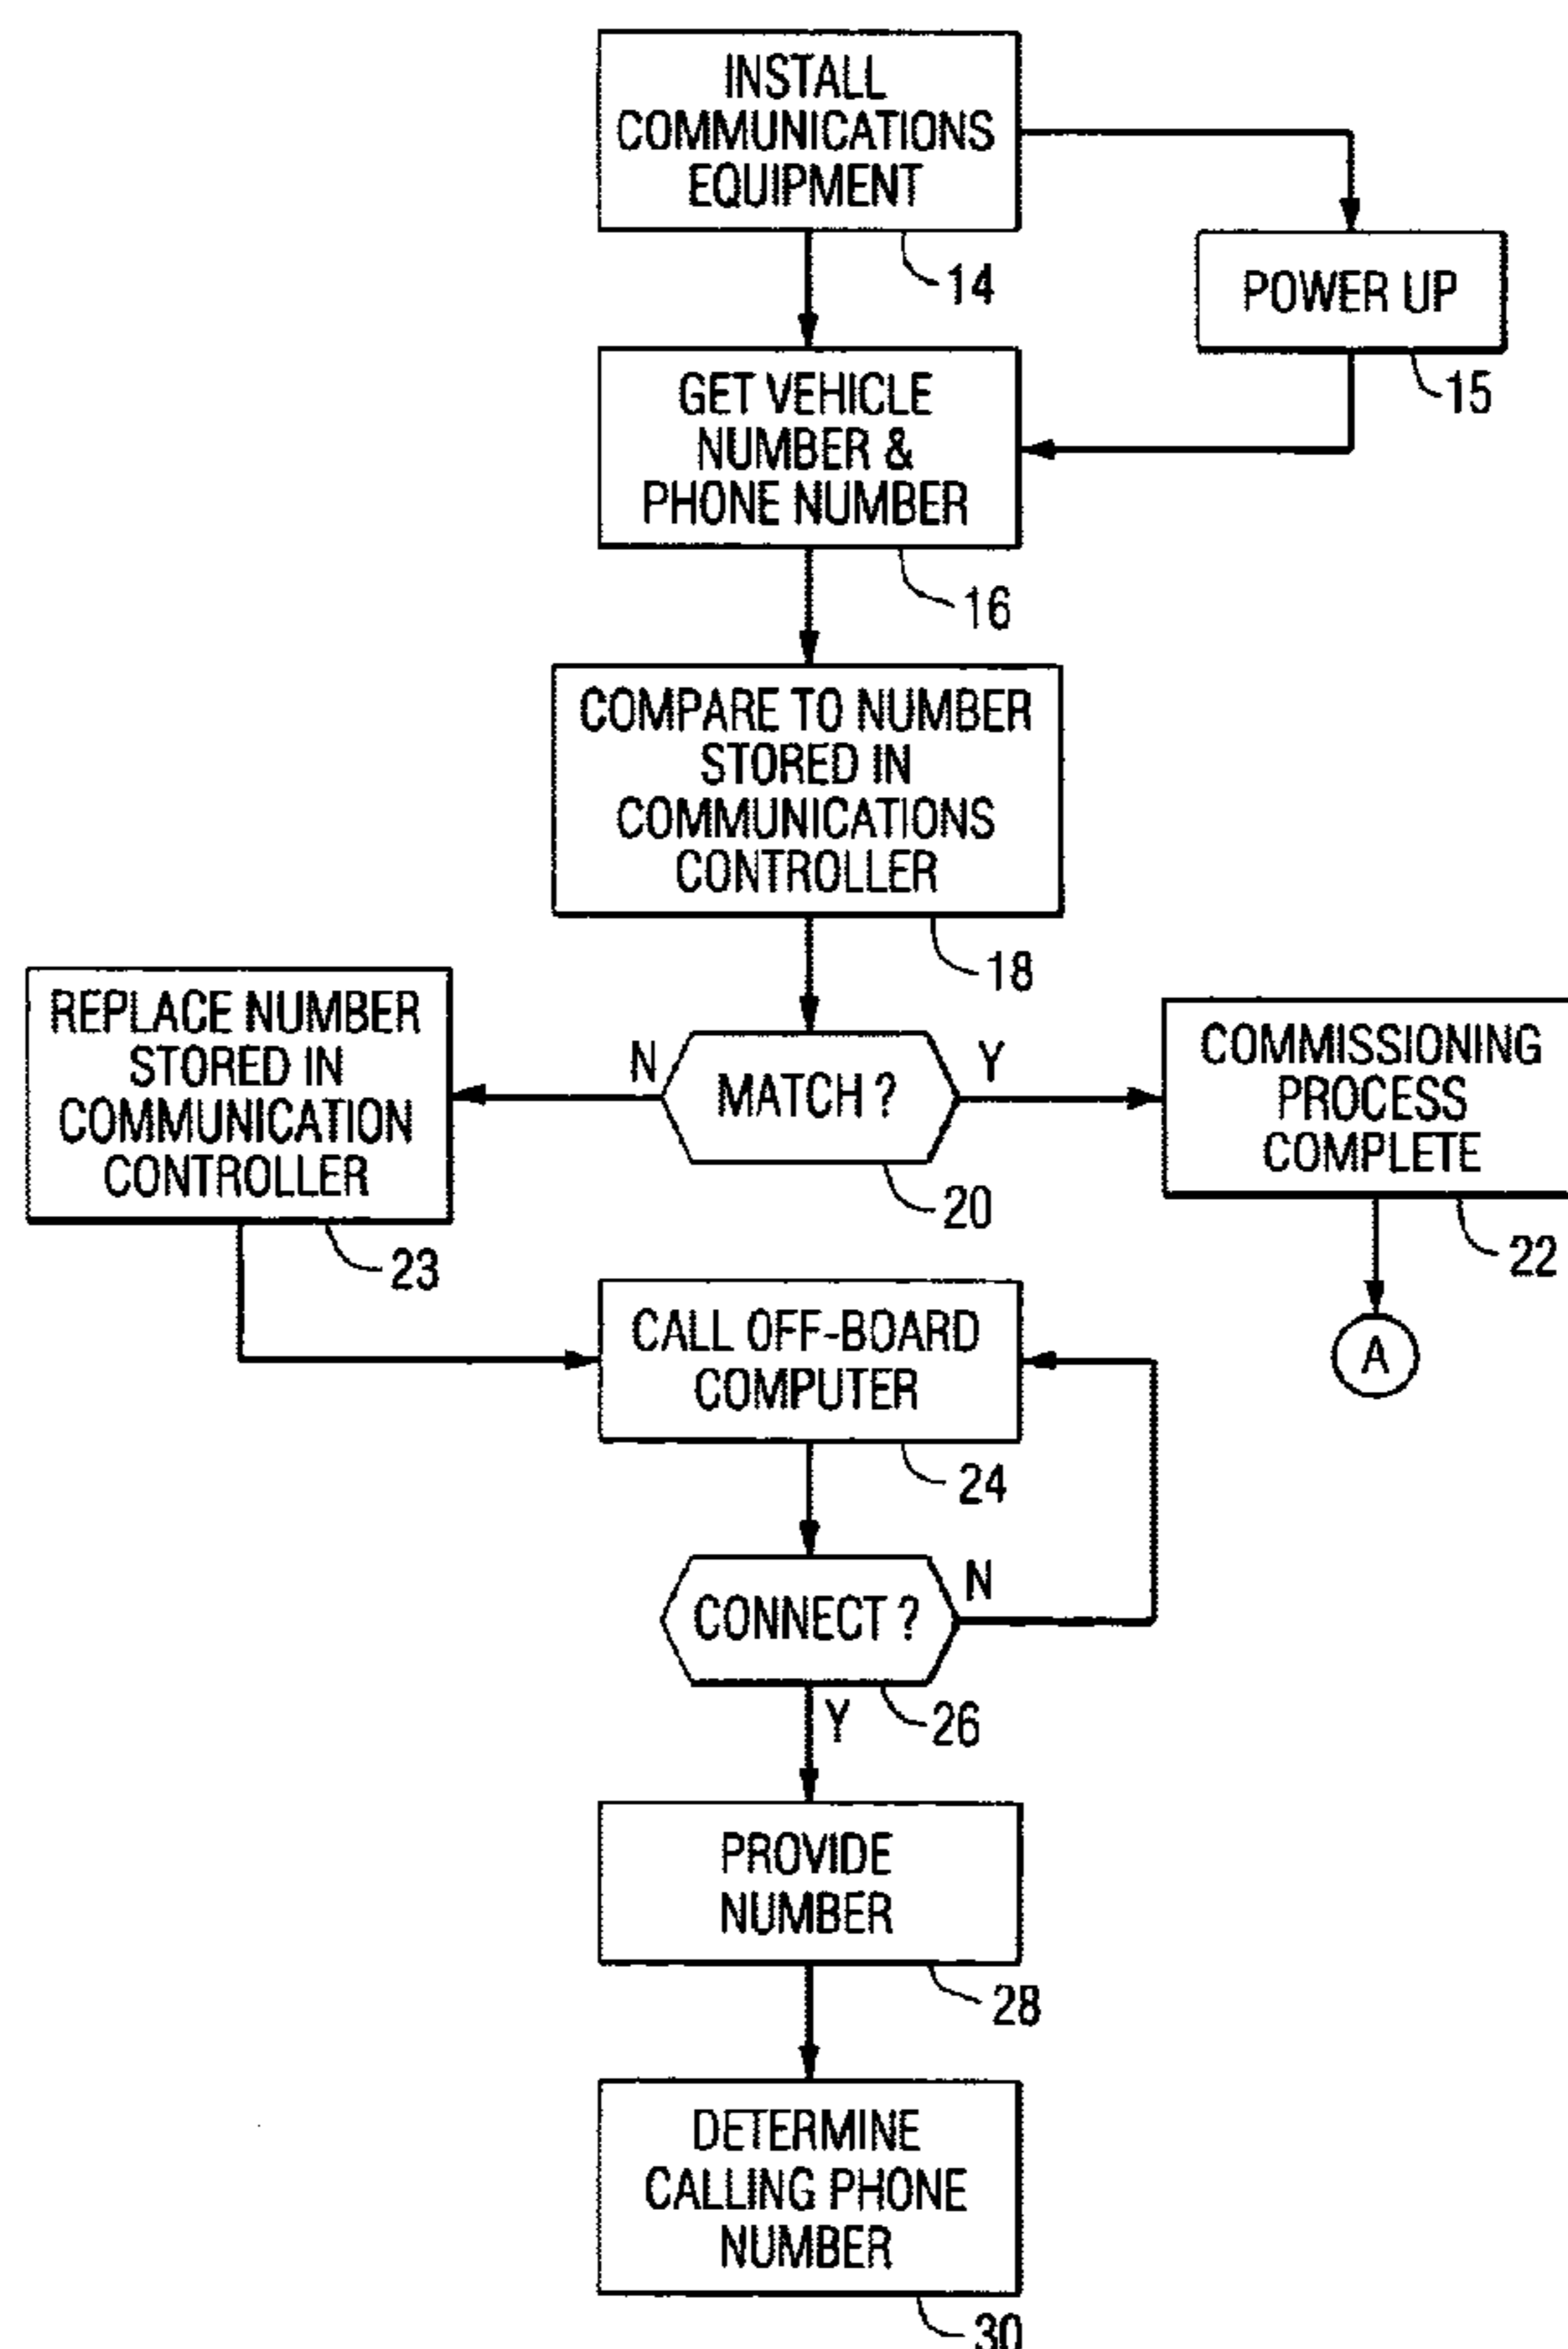 INSTALL
COMMUNICATIONS
EQUIPMENT
14
POWER UP
15
GET VEHICLE
NUMBER &
PHONE NUMBER
16
COMPARE TO NUMBER
STORED IN
COMMUNICATIONS
CONTROLLER
18
REPLACE NUMBER
STORED IN
COMMUNICATION
CONTROLLER
23
N
MATCH ?
Y
20
COMMISSIONING
PROCESS
COMPLETE
22
A
CALL OFF-BOARD
COMPUTER
24
CONNECT ?
N
Y
26
PROVIDE
NUMBER
28
DETERMINE
CALLING PHONE
NUMBER
30